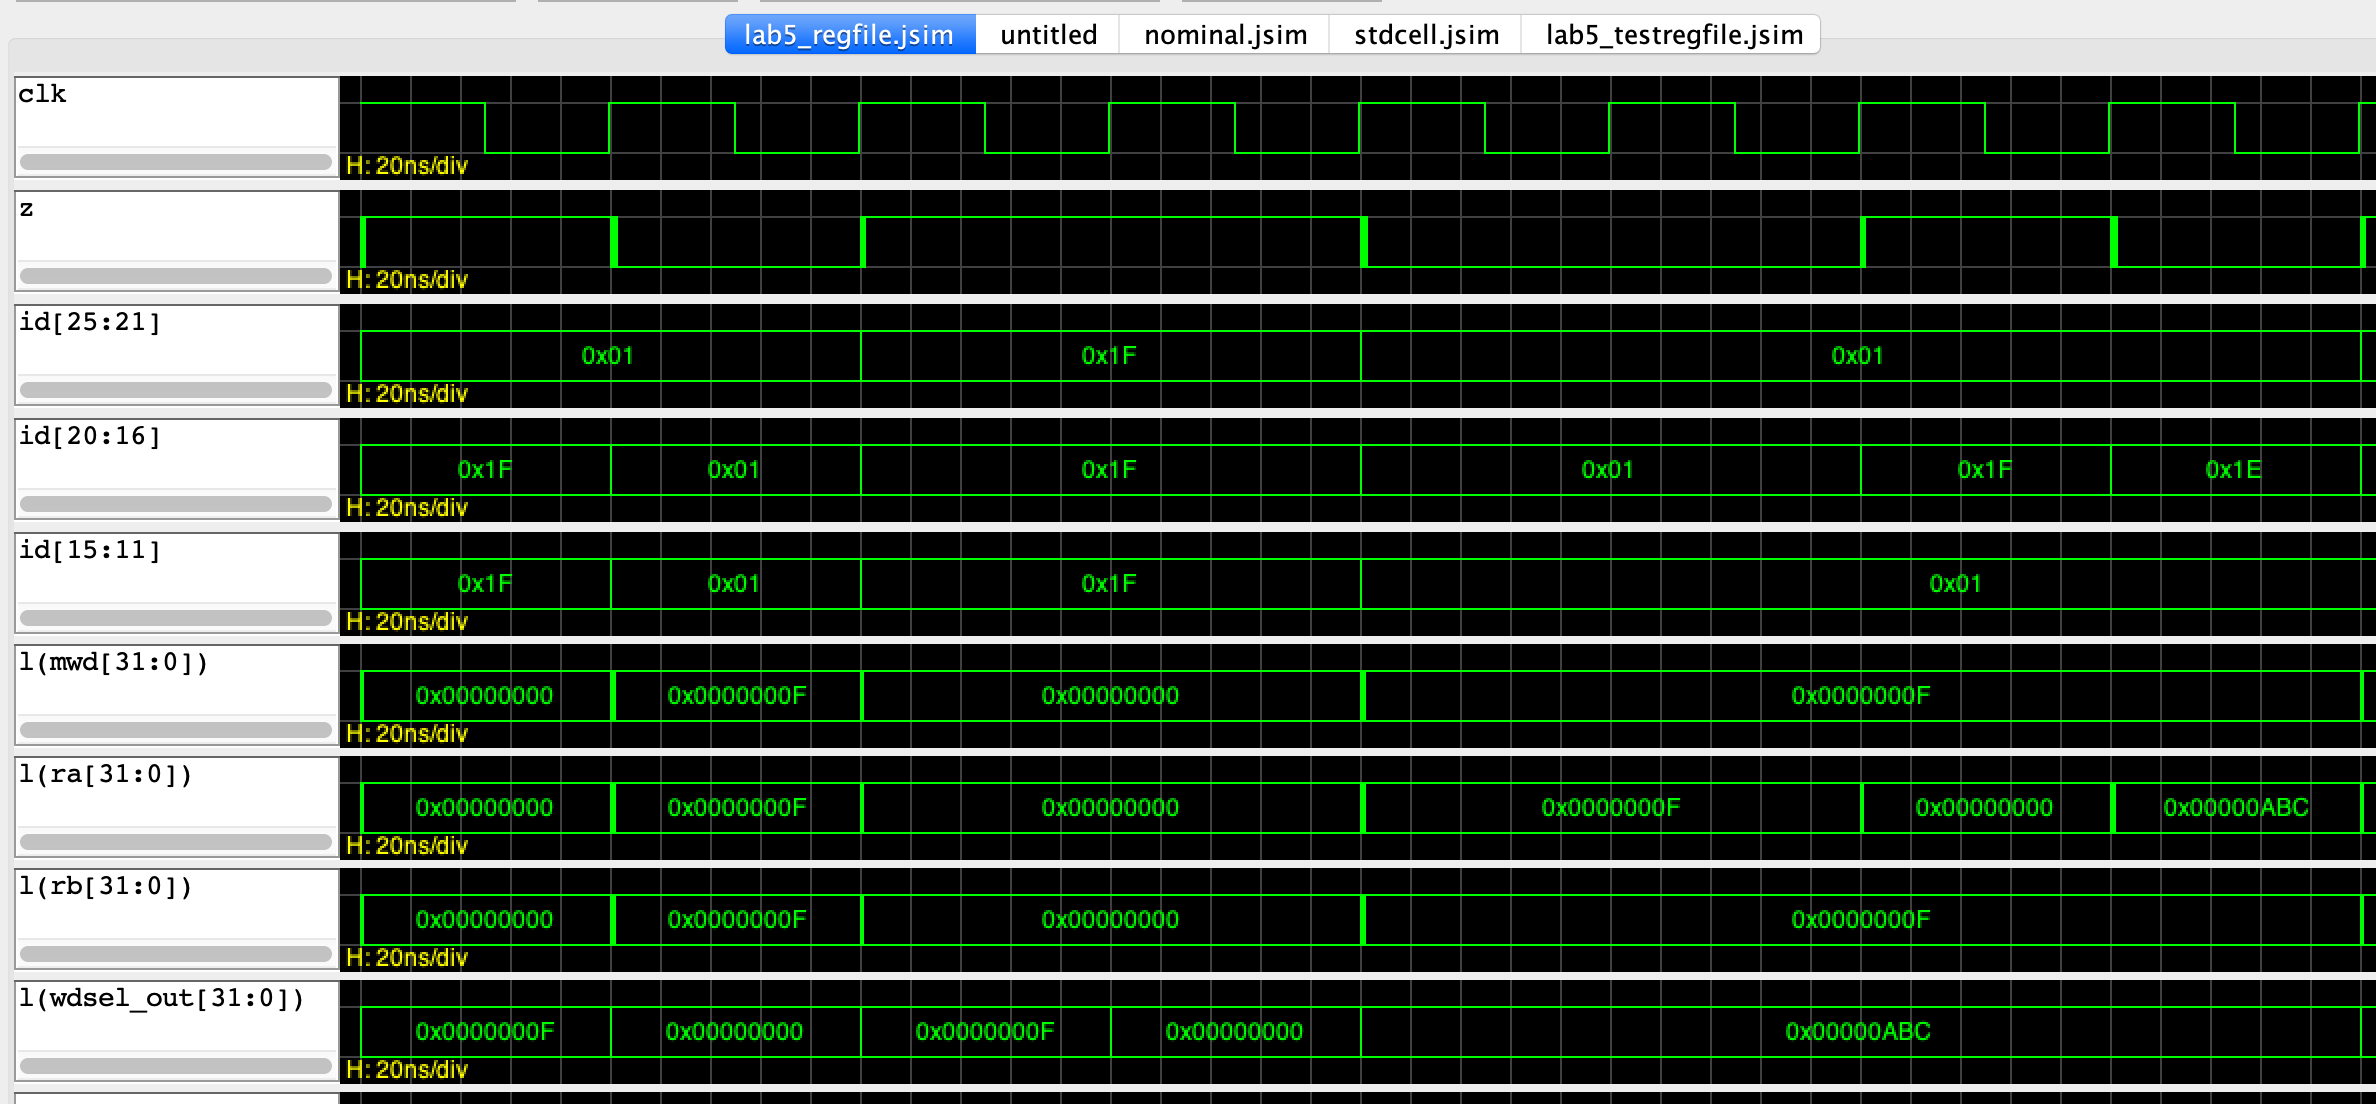 lab5_regfile.jsim untitled nominal.jsim stdcell.jsim lab5_testregfile.jsim
clk
H: 20ns/div
z
H: 20ns/div
id[25:21]
0x01 0x1F 0x01
H: 20ns/div
id[20:16]
0x1F 0x01 0x1F 0x01 0x1F 0x1E
H: 20ns/div
id[15:11]
0x1F 0x01 0x1F 0x01
H: 20ns/div
l(mwd[31:0])
0x00000000 0x0000000F 0x00000000 0x0000000F
H: 20ns/div
l(ra[31:0])
0x00000000 0x0000000F 0x00000000 0x0000000F 0x00000000 0x00000ABC
H: 20ns/div
l(rb[31:0])
0x00000000 0x0000000F 0x00000000 0x0000000F
H: 20ns/div
l(wdsel_out[31:0])
0x0000000F 0x00000000 0x0000000F 0x00000000 0x00000ABC
H: 20ns/div